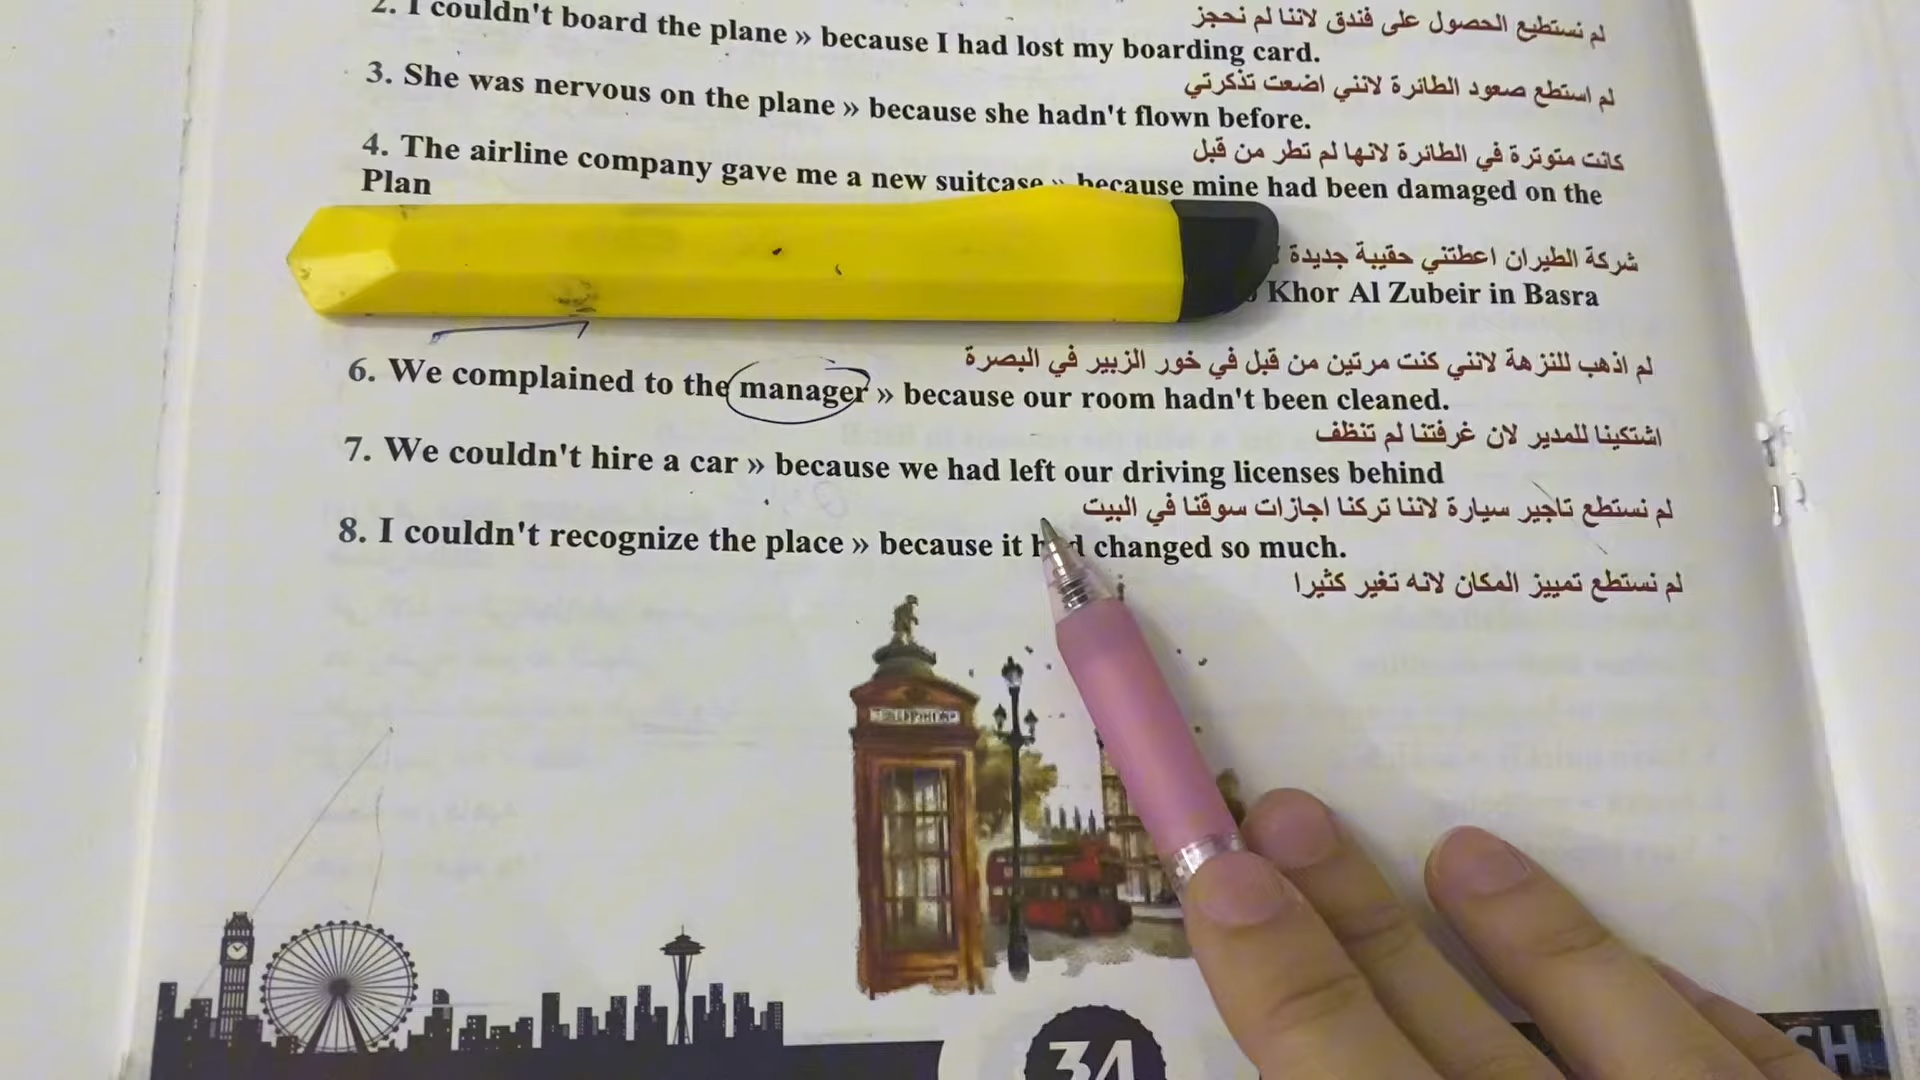 2. I couldn't board the plane » because I had lost my boarding card.
لم نستطيع الحصول على فندق لاننا لم نحجز
3. She was nervous on the plane » because she hadn't flown before.
لم استطع صعود الطائرة لانني اضعت تذكرتي
4. The airline company gave me a new suitcase » because mine had been damaged on the
Plan
كانت متوترة في الطائرة لانها لم تطر من قبل
شركة الطيران اعطتني حقيبة جديدة
Khor Al Zubeir in Basra
لم اذهب للنزهة لانني كنت مرتين من قبل في خور الزبير في البصرة
6. We complained to the manager » because our room hadn't been cleaned.
اشتكينا للمدير لان غرفتنا لم تنظف
7. We couldn't hire a car » because we had left our driving licenses behind
لم نستطع تاجير سيارة لاننا تركنا اجازات سوقنا في البيت
8. I couldn't recognize the place » because it had changed so much.
لم نستطع تمييز المكان لانه تغير كثيرا
34
SH